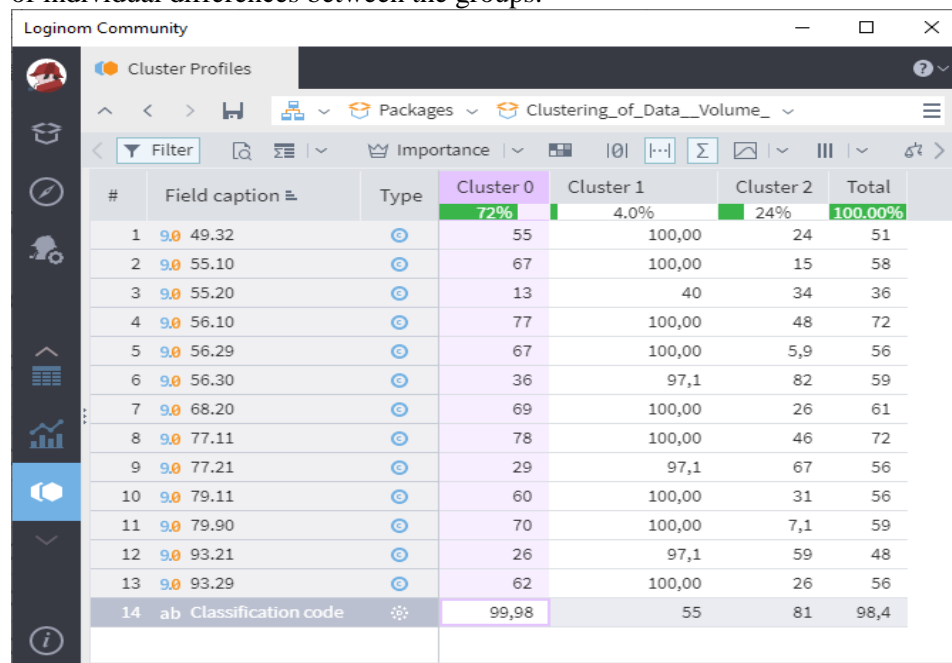 of individual differences between the groups.
Loginom Community
Cluster Profiles
Packages Clustering_of_Data__Volume_
Filter Importance |0| Σ
# Field caption Type Cluster 0 Cluster 1 Cluster 2 Total
72% 4.0% 24% 100.00%
1 9.0 49.32 C 55 100,00 24 51
2 9.0 55.10 C 67 100,00 15 58
3 9.0 55.20 C 13 40 34 36
4 9.0 56.10 C 77 100,00 48 72
5 9.0 56.29 C 67 100,00 5,9 56
6 9.0 56.30 C 36 97,1 82 59
7 9.0 68.20 C 69 100,00 26 61
8 9.0 77.11 C 78 100,00 46 72
9 9.0 77.21 C 29 97,1 67 56
10 9.0 79.11 C 60 100,00 31 56
11 9.0 79.90 C 70 100,00 7,1 59
12 9.0 93.21 C 26 97,1 59 48
13 9.0 93.29 C 62 100,00 26 56
14 ab Classification code 99,98 55 81 98,4